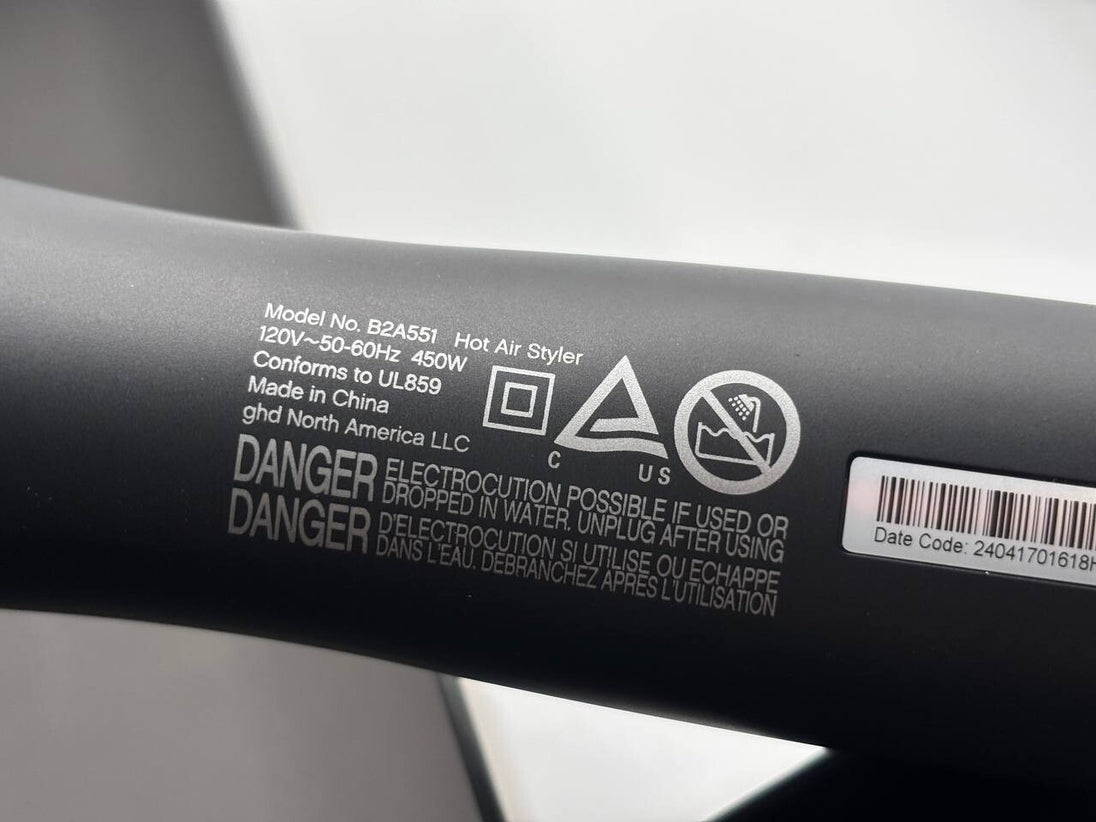 Model No. B2A551 Hot Air Styler
120V~50-60Hz 450W
Conforms to UL859
Made in China
ghd North America LLC
C US
DANGER ELECTROCUTION POSSIBLE IF USED OR
DROPPED IN WATER. UNPLUG AFTER USING
DANGER D'ELECTROCUTION SI UTILISE OU ECHAPPE
DANS L'EAU. DEBRANCHEZ APRES L'UTILISATION
Date Code: 24041701618H